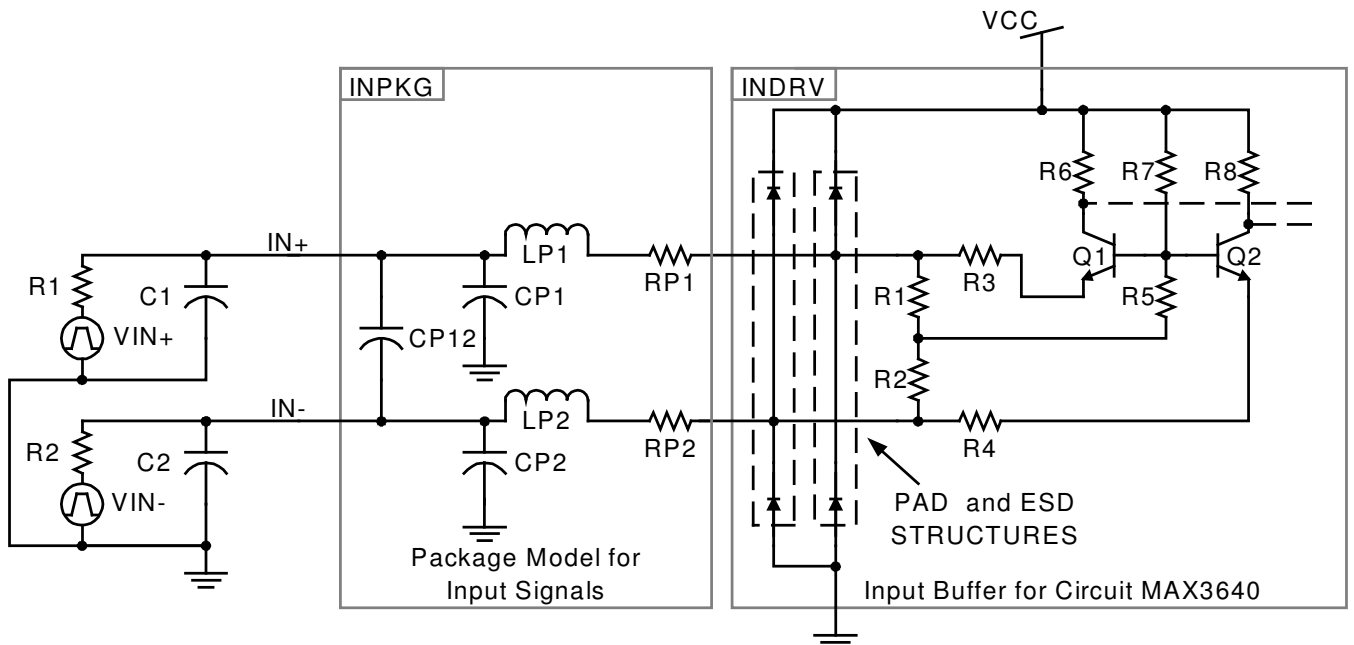 VCC
INPKG
INDRV
R6
R7
R8
IN+
LP1
RP1
R3
Q1
Q2
R1
C1
CP1
R1
R5
VIN+
CP12
R2
IN-
LP2
RP2
R4
R2
C2
CP2
VIN-
PAD and ESD
STRUCTURES
Package Model for
Input Signals
Input Buffer for Circuit MAX3640